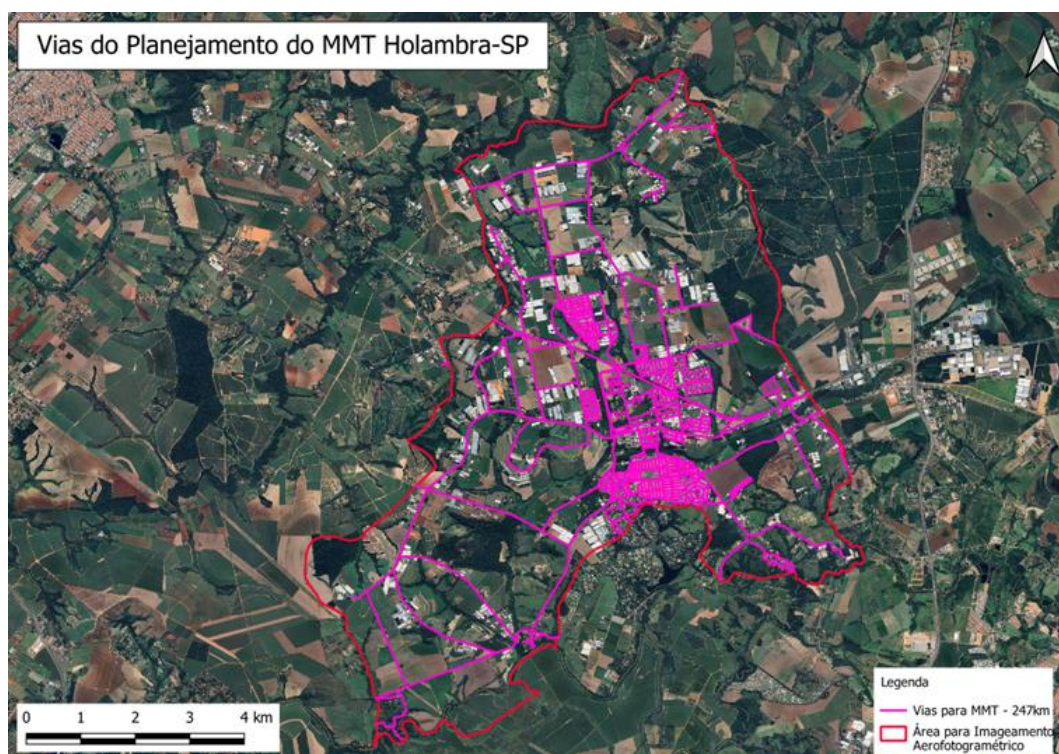 Vias do Planejamento do MMT Holambra-SP
0 1 2 3 4 km
Legenda
Vias para MMT - 247km
Área para Imageamento
Aerofotogramétrico